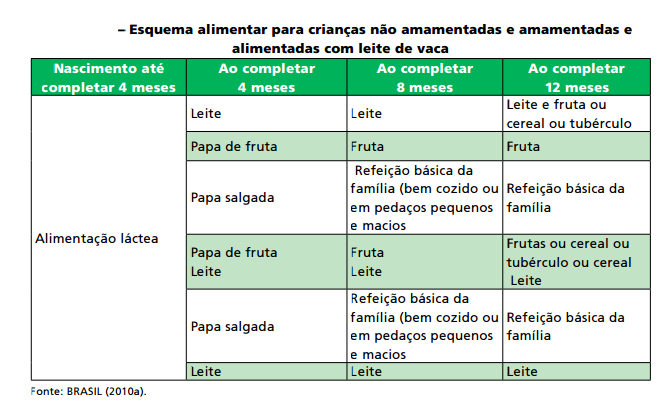 – Esquema alimentar para crianças não amamentadas e amamentadas e
alimentadas com leite de vaca
Nascimento até
completar 4 meses
Ao completar
4 meses
Ao completar
8 meses
Ao completar
12 meses
Alimentação láctea
Leite
Leite
Leite e fruta ou
cereal ou tubérculo
Papa de fruta
Fruta
Fruta
Papa salgada
Refeição básica da
família (bem cozido ou
em pedaços pequenos
e macios
Refeição básica da
família
Papa de fruta
Leite
Fruta
Leite
Frutas ou cereal ou
tubérculo ou cereal
Leite
Papa salgada
Refeição básica da
família (bem cozido ou
em pedaços pequenos
e macios
Refeição básica da
família
Leite
Leite
Leite
Fonte: BRASIL (2010a).